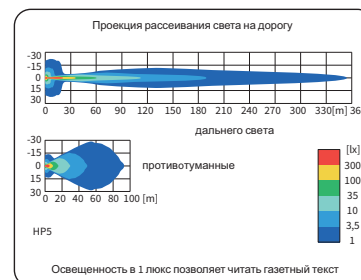 Проекция рассеивания света на дорогу
-30
-15
0
15
30
0 30 60 90 120 150 180 210 240 270 300 330 [m] 36
дальнего света
-30
-15
0
15
30
0 20 40 60 80 100 [m]
противотуманные
[lx]
300
100
35
10
3,5
1
HP5
Освещенность в 1 люкс позволяет читать газетный текст